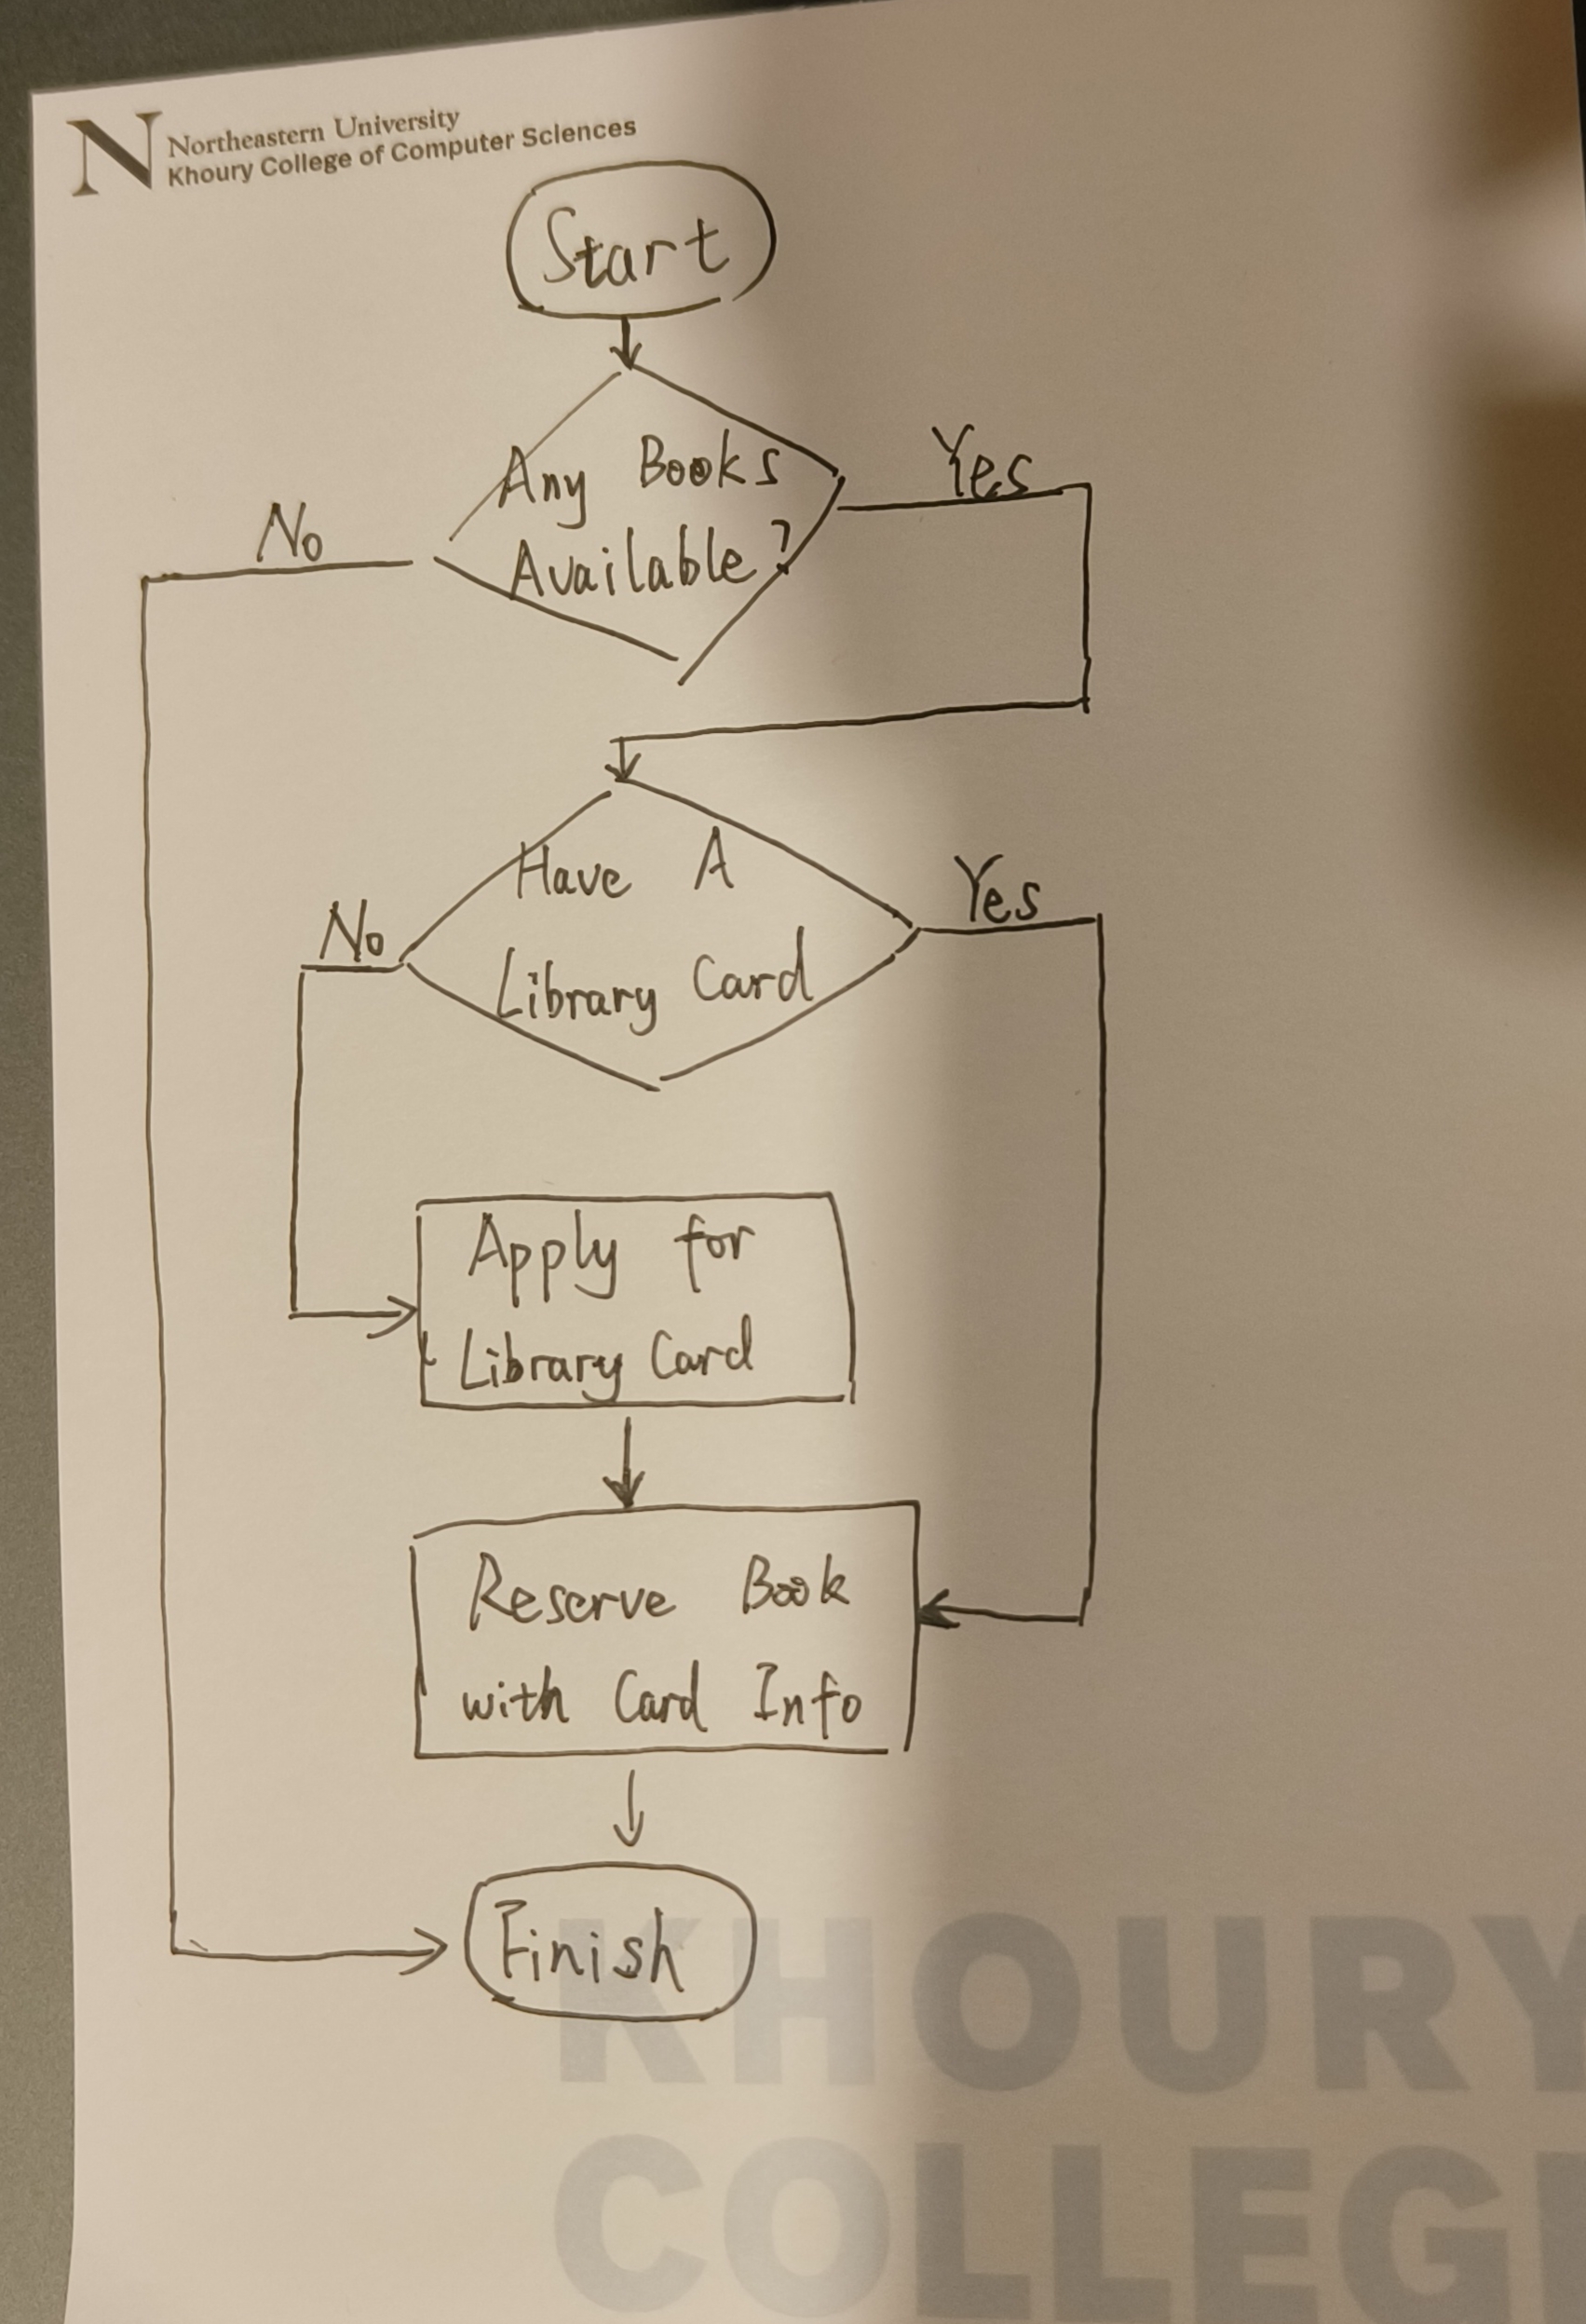 Northeastern University
Khoury College of Computer Sciences
Start
Any Books
Available?
Yes
No
Have A
Library Card
Yes
No
Apply for
Library Card
Reserve Book
with Card Info
Finish
KHOURY
COLLEGE